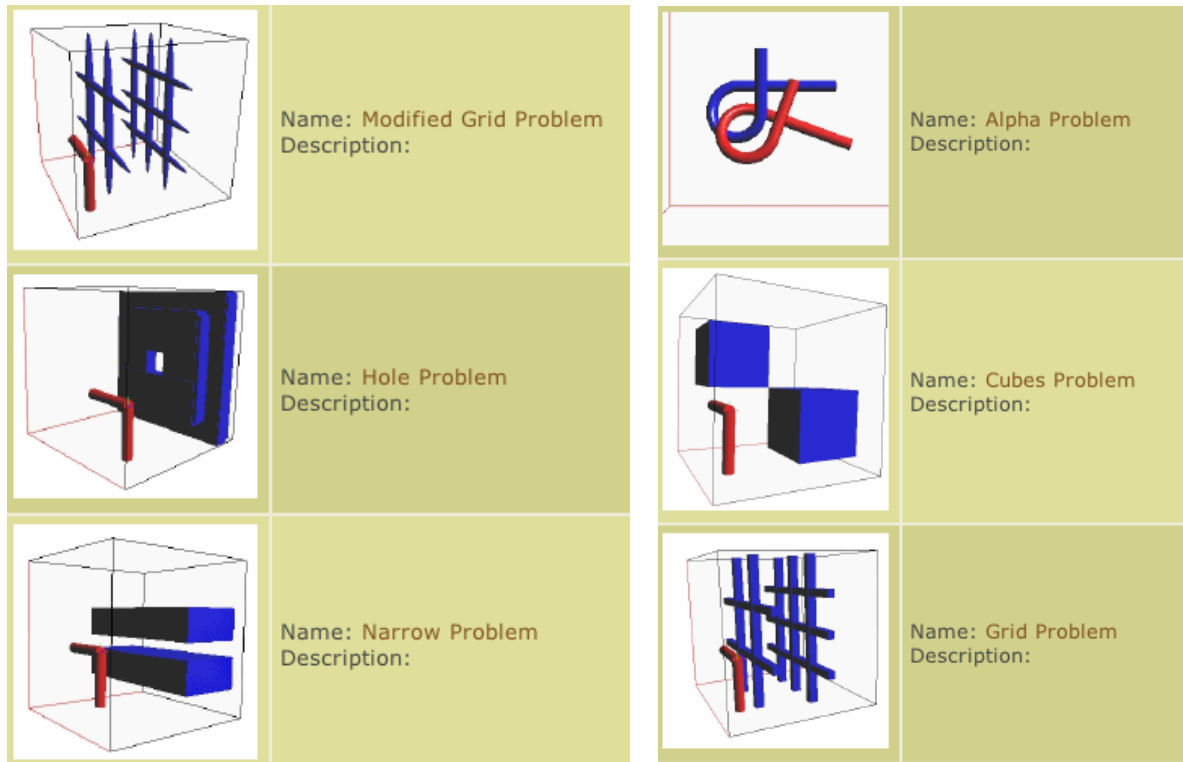 Name: Modified Grid Problem
Description:
Name: Hole Problem
Description:
Name: Narrow Problem
Description:
Name: Alpha Problem
Description:
Name: Cubes Problem
Description:
Name: Grid Problem
Description: